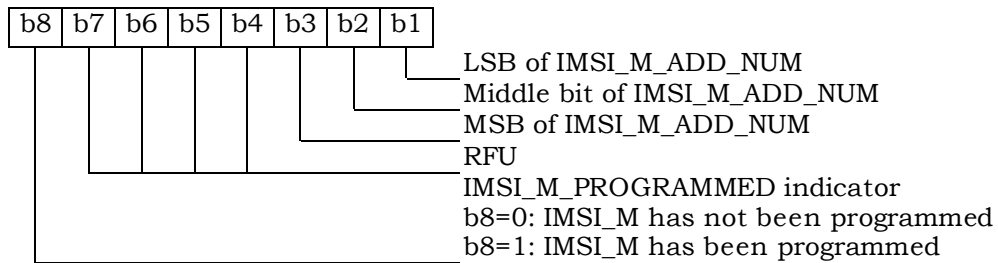 b8 b7 b6 b5 b4 b3 b2 b1
LSB of IMSI_M_ADD_NUM
Middle bit of IMSI_M_ADD_NUM
MSB of IMSI_M_ADD_NUM
RFU
IMSI_M_PROGRAMMED indicator
b8=0: IMSI_M has not been programmed
b8=1: IMSI_M has been programmed